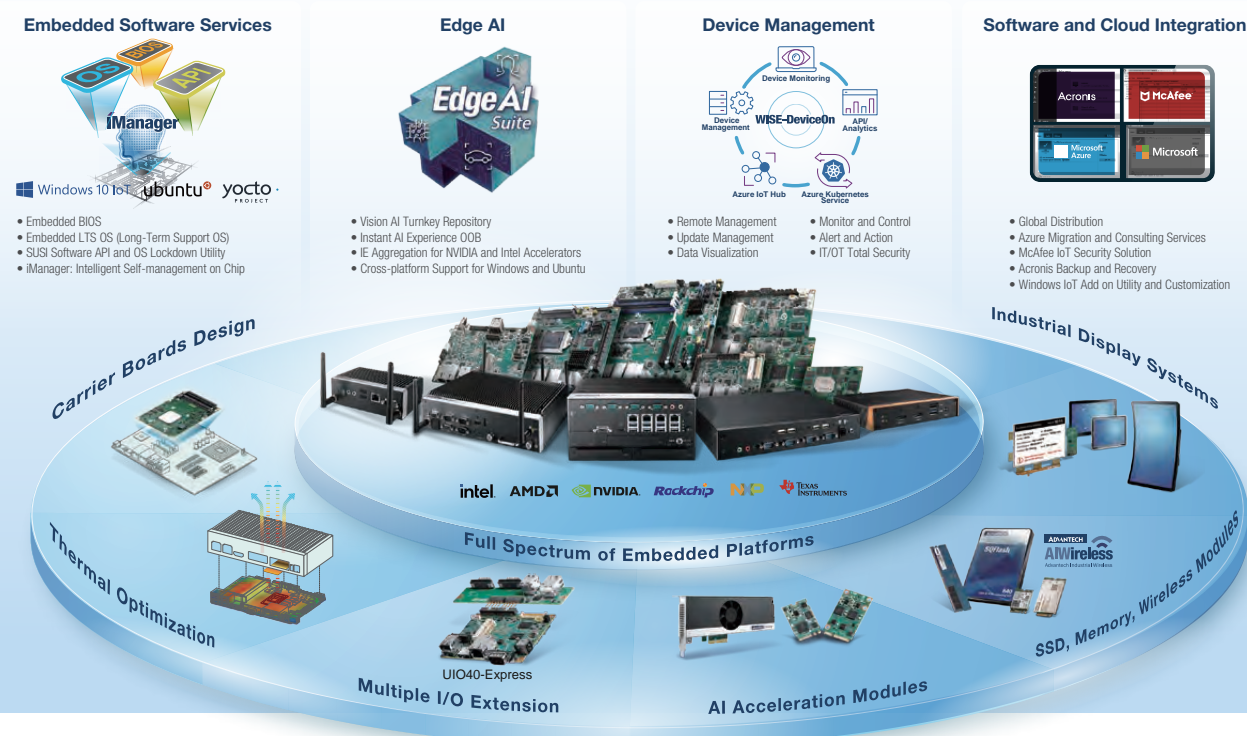 Embedded Software Services
OS
BIOS
API
iManager
Windows 10 IoT
ubuntu
yocto
PROJECT
• Embedded BIOS
• Embedded LTS OS (Long-Term Support OS)
• SUSI Software API and OS Lockdown Utility
• iManager: Intelligent Self-management on Chip
Edge AI
Edge AI
Suite
• Vision AI Turnkey Repository
• Instant AI Experience OOB
• IE Aggregation for NVIDIA and Intel Accelerators
• Cross-platform Support for Windows and Ubuntu
Device Management
Device Monitoring
Device
Management
WISE-DeviceOn
API/
Analytics
Azure IoT Hub
Azure Kubernetes
Service
• Remote Management
• Update Management
• Data Visualization
• Monitor and Control
• Alert and Action
• IT/OT Total Security
Software and Cloud Integration
Acronis
McAfee
Microsoft
Azure
Microsoft
• Global Distribution
• Azure Migration and Consulting Services
• McAfee IoT Security Solution
• Acronis Backup and Recovery
• Windows IoT Add on Utility and Customization
Carrier Boards Design
Industrial Display Systems
intel.
AMD
NVIDIA.
Rockchip
NXP
TEXAS
INSTRUMENTS
Full Spectrum of Embedded Platforms
Thermal Optimization
UIO40-Express
Multiple I/O Extension
AI Acceleration Modules
SQFlash
ADVANTECH
AIWireless
Advantech Industrial Wireless
SSD, Memory, Wireless Modules